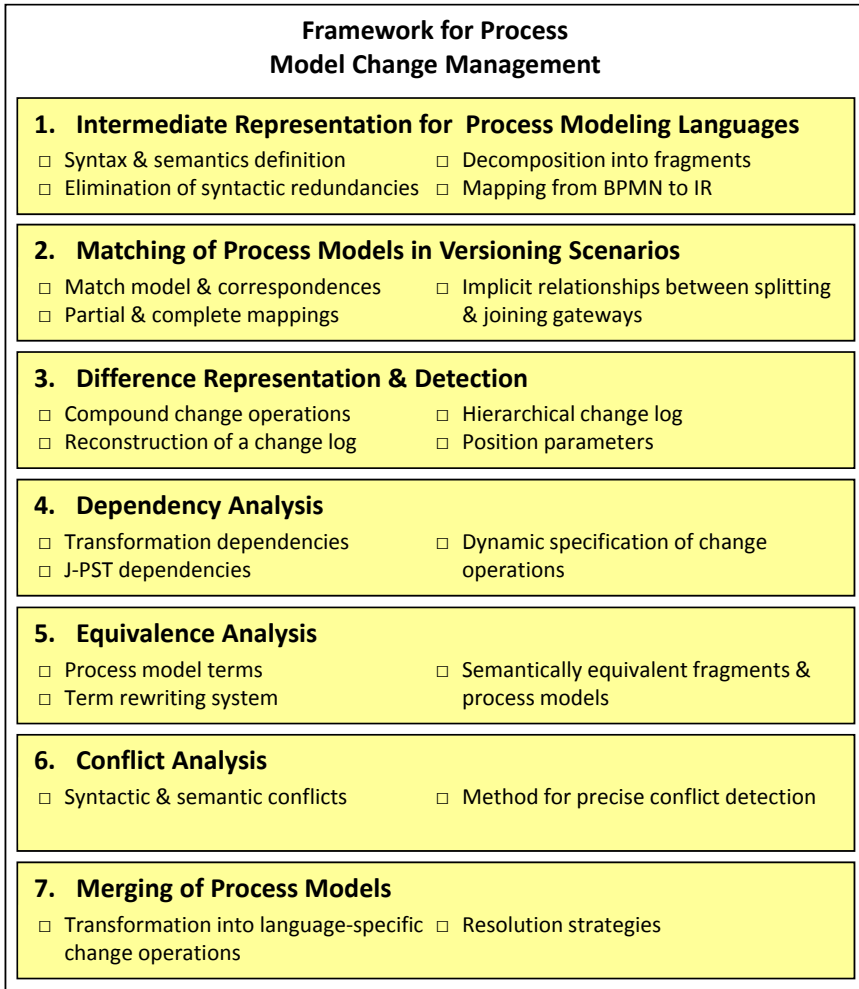 Framework for Process
Model Change Management
1. Intermediate Representation for Process Modeling Languages
□ Syntax & semantics definition
□ Elimination of syntactic redundancies
□ Decomposition into fragments
□ Mapping from BPMN to IR
2. Matching of Process Models in Versioning Scenarios
□ Match model & correspondences
□ Partial & complete mappings
□ Implicit relationships between splitting
& joining gateways
3. Difference Representation & Detection
□ Compound change operations
□ Reconstruction of a change log
□ Hierarchical change log
□ Position parameters
4. Dependency Analysis
□ Transformation dependencies
□ J-PST dependencies
□ Dynamic specification of change
operations
5. Equivalence Analysis
□ Process model terms
□ Term rewriting system
□ Semantically equivalent fragments &
process models
6. Conflict Analysis
□ Syntactic & semantic conflicts
□ Method for precise conflict detection
7. Merging of Process Models
□ Transformation into language-specific
change operations
□ Resolution strategies